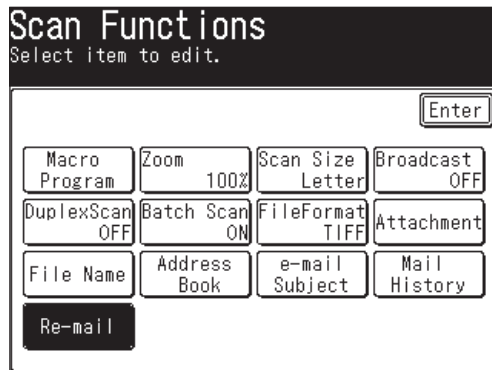 Scan Functions
Select item to edit.
Enter
Macro Program
Zoom 100%
Scan Size Letter
Broadcast OFF
DuplexScan OFF
Batch Scan ON
FileFormat TIFF
Attachment
File Name
Address Book
e-mail Subject
Mail History
Re-mail